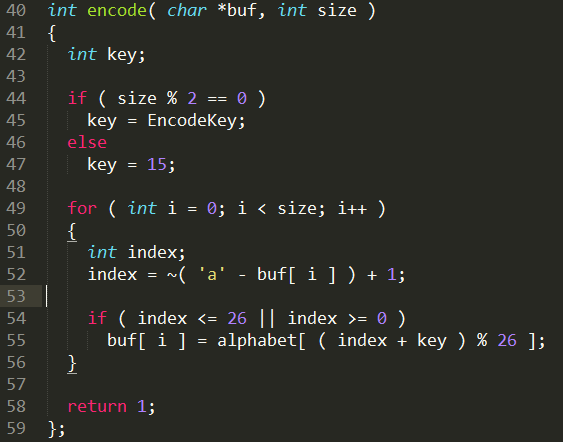 40 int encode( char *buf, int size )
41 {
42   int key;
43
44   if ( size % 2 == 0 )
45     key = EncodeKey;
46   else
47     key = 15;
48
49   for ( int i = 0; i < size; i++ )
50   {
51     int index;
52     index = ~( 'a' - buf[ i ] ) + 1;
53
54     if ( index <= 26 || index >= 0 )
55       buf[ i ] = alphabet[ ( index + key ) % 26 ];
56   }
57
58   return 1;
59 };